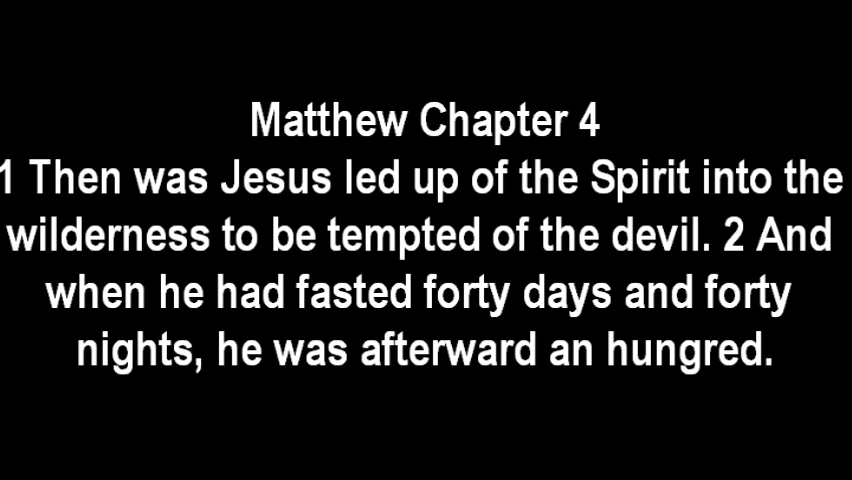 Matthew Chapter 4
1 Then was Jesus led up of the Spirit into the
wilderness to be tempted of the devil. 2 And
when he had fasted forty days and forty
nights, he was afterward an hungred.